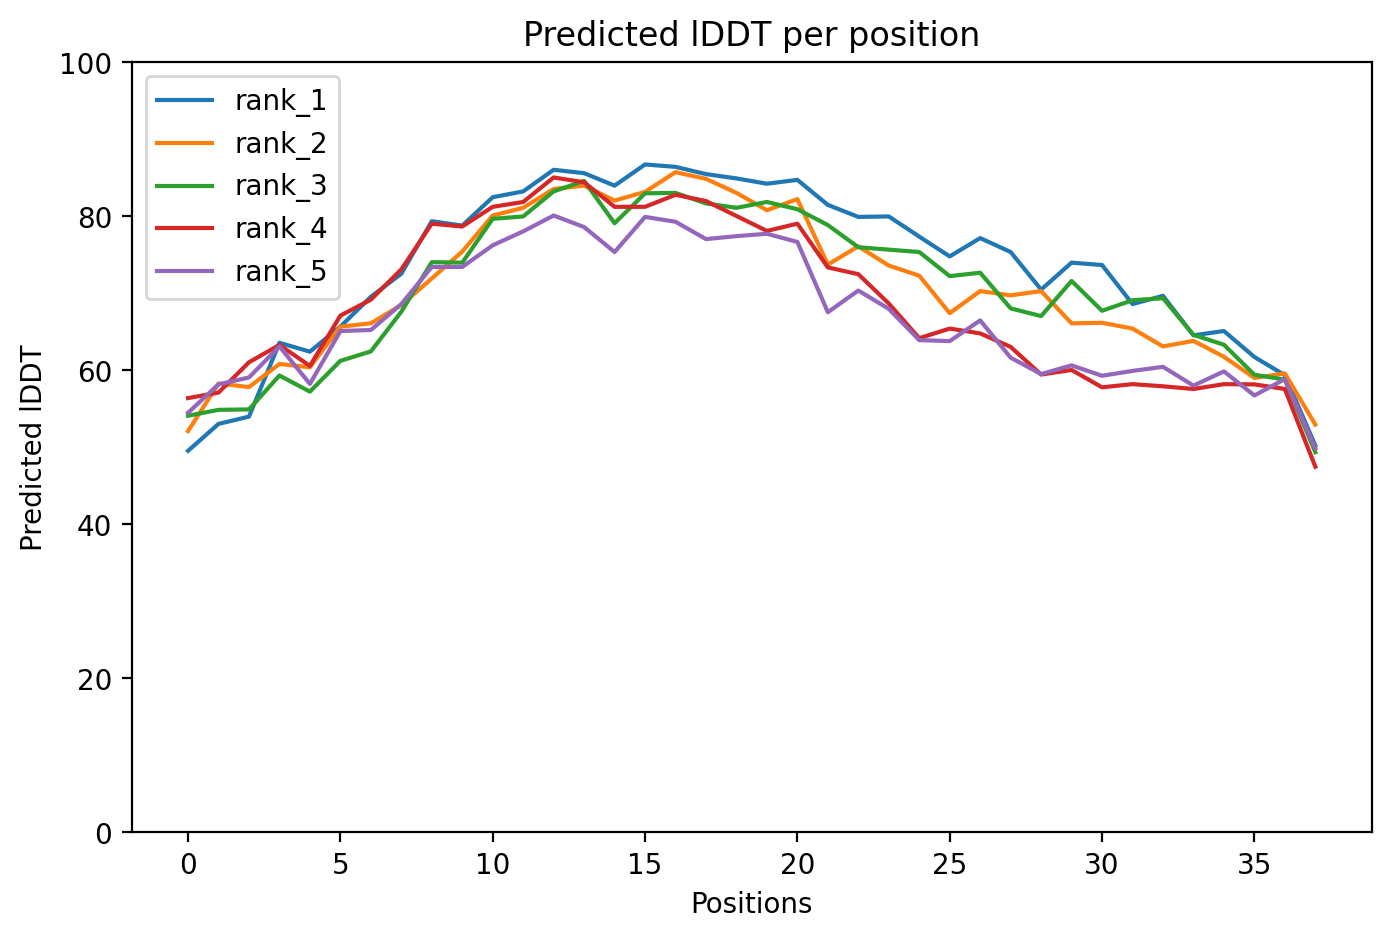 Predicted lDDT per position
100
80
60
40
20
0
Predicted lDDT
rank_1
rank_2
rank_3
rank_4
rank_5
0 5 10 15 20 25 30 35
Positions